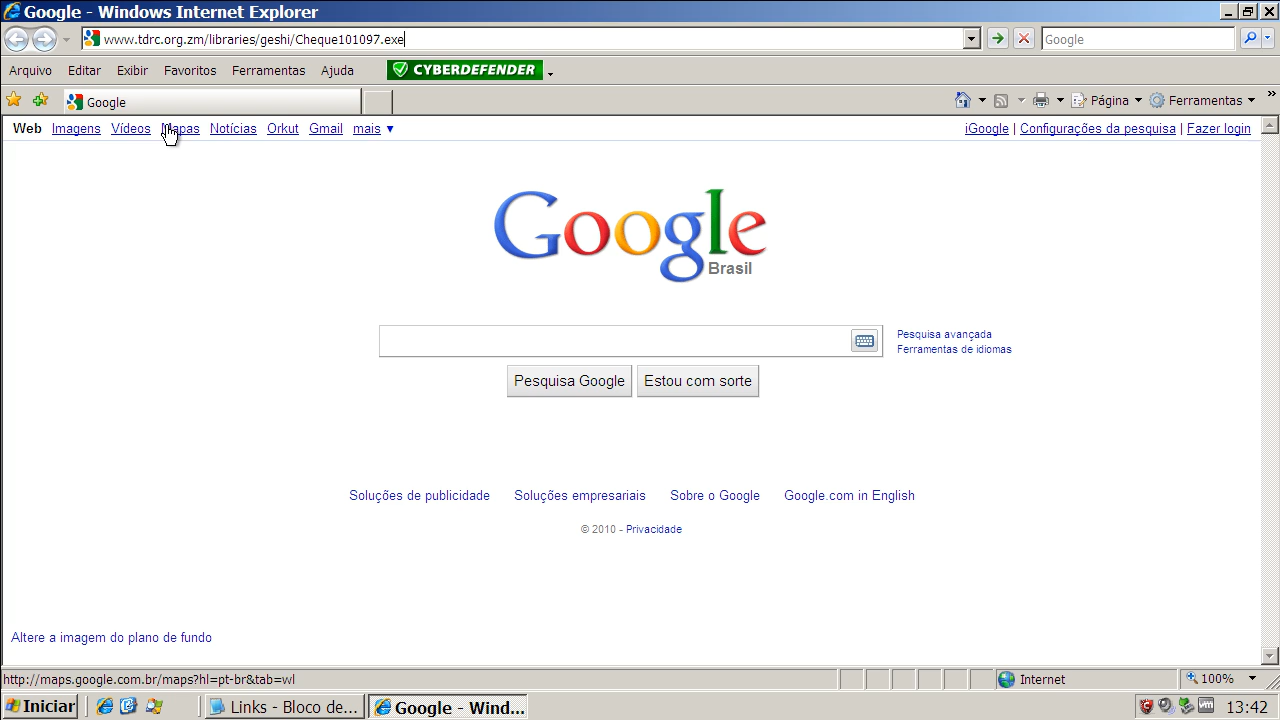 Google - Windows Internet Explorer
www.tdrc.org.zm/libraries/geshi/Cheque101097.exe
Google
Arquivo Editar Exibir Favoritos Ferramentas Ajuda CYBERDEFENDER
Google
Página Ferramentas »
Web Imagens Vídeos Mapas Notícias Orkut Gmail mais ▼
iGoogle | Configurações da pesquisa | Fazer login
Google
Brasil
Pesquisa avançada
Ferramentas de idiomas
Pesquisa Google Estou com sorte
Soluções de publicidade Soluções empresariais Sobre o Google Google.com in English
© 2010 - Privacidade
Altere a imagem do plano de fundo
http://maps.google.com.br/maps?hl=pt-br&tab=wl
Internet
100%
Iniciar
Links - Bloco de...
Google - Wind...
13:42